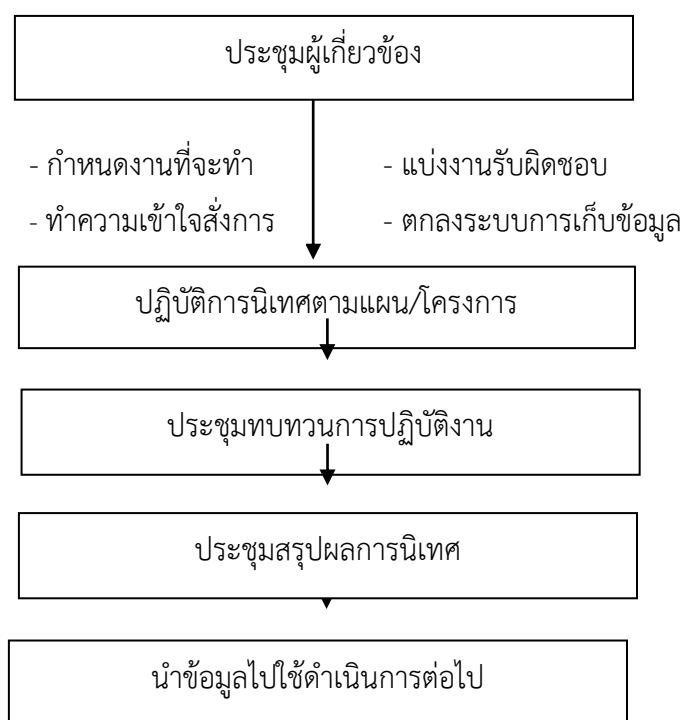 ประชุมผู้เกี่ยวข้อง
- กำหนดงานที่จะทำ - แบ่งงานรับผิดชอบ
- ทำความเข้าใจสั่งการ - ตกลงระบบการเก็บข้อมูล
ปฏิบัติการนิเทศตามแผน/โครงการ
ประชุมทบทวนการปฏิบัติงาน
ประชุมสรุปผลการนิเทศ
นำข้อมูลไปใช้ดำเนินการต่อไป